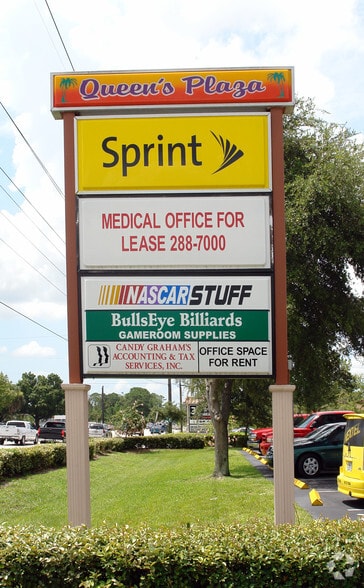 Queen's Plaza
Sprint
MEDICAL OFFICE FOR
LEASE 288-7000
NASCAR STUFF
BullsEye Billiards
GAMEROOM SUPPLIES
CANDY GRAHAM'S
ACCOUNTING & TAX
SERVICES, INC.
OFFICE SPACE
FOR RENT